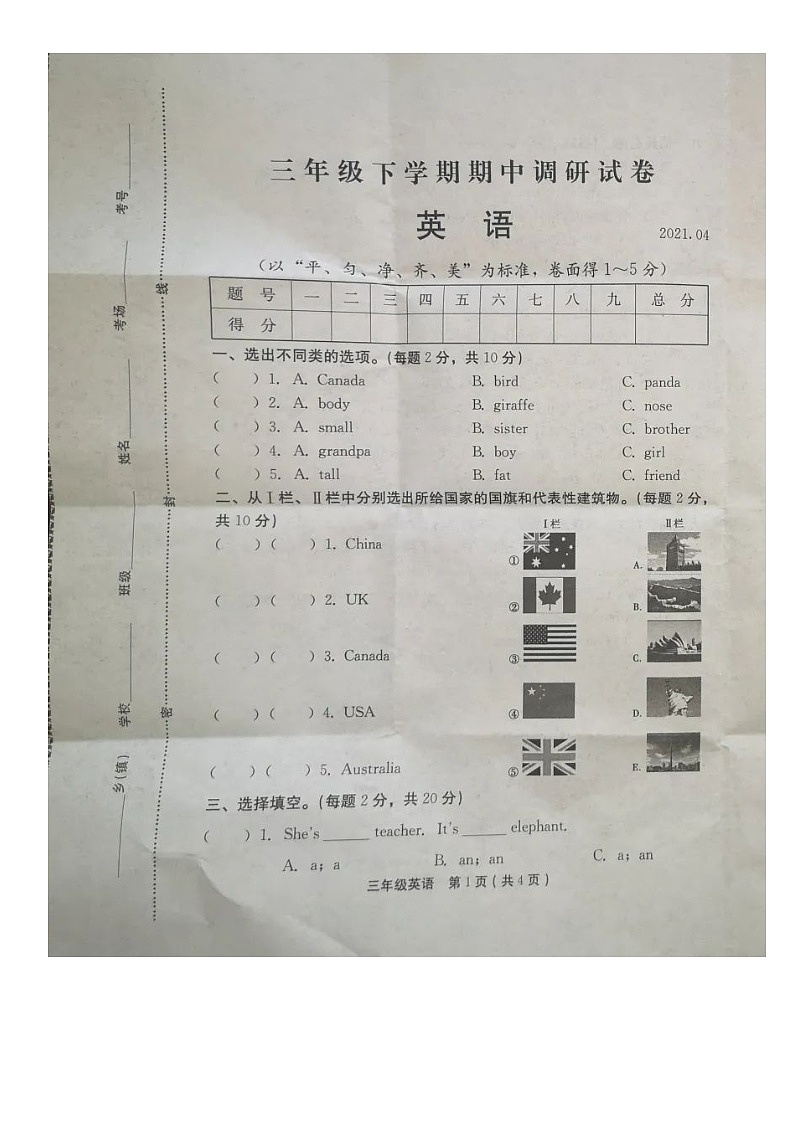 三年级下学期期中调研试卷
英 语
2021.04
（以“平、匀、净、齐、美”为标准，卷面得1～5分）
题 号 一 二 三 四 五 六 七 八 九 总 分
得 分
一、选出不同类的选项。(每题2分，共10分)
( )1. A. Canada B. bird C. panda
( )2. A. body B. giraffe C. nose
( )3. A. small B. sister C. brother
( )4. A. grandpa B. boy C. girl
( )5. A. tall B. fat C. friend
二、从Ⅰ栏、Ⅱ栏中分别选出所给国家的国旗和代表性建筑物。(每题2分，
共10分)
Ⅰ栏 Ⅱ栏
( )( )1. China ① A.
( )( )2. UK ② B.
( )( )3. Canada ③ C.
( )( )4. USA ④ D.
( )( )5. Australia ⑤ E.
三、选择填空。(每题2分，共20分)
( )1. She's ______ teacher. It's ______ elephant.
A. a; a B. an; an C. a; an
三年级英语 第1页(共4页)
乡(镇) 学校 班级 姓名 考场 考号
密 封 线